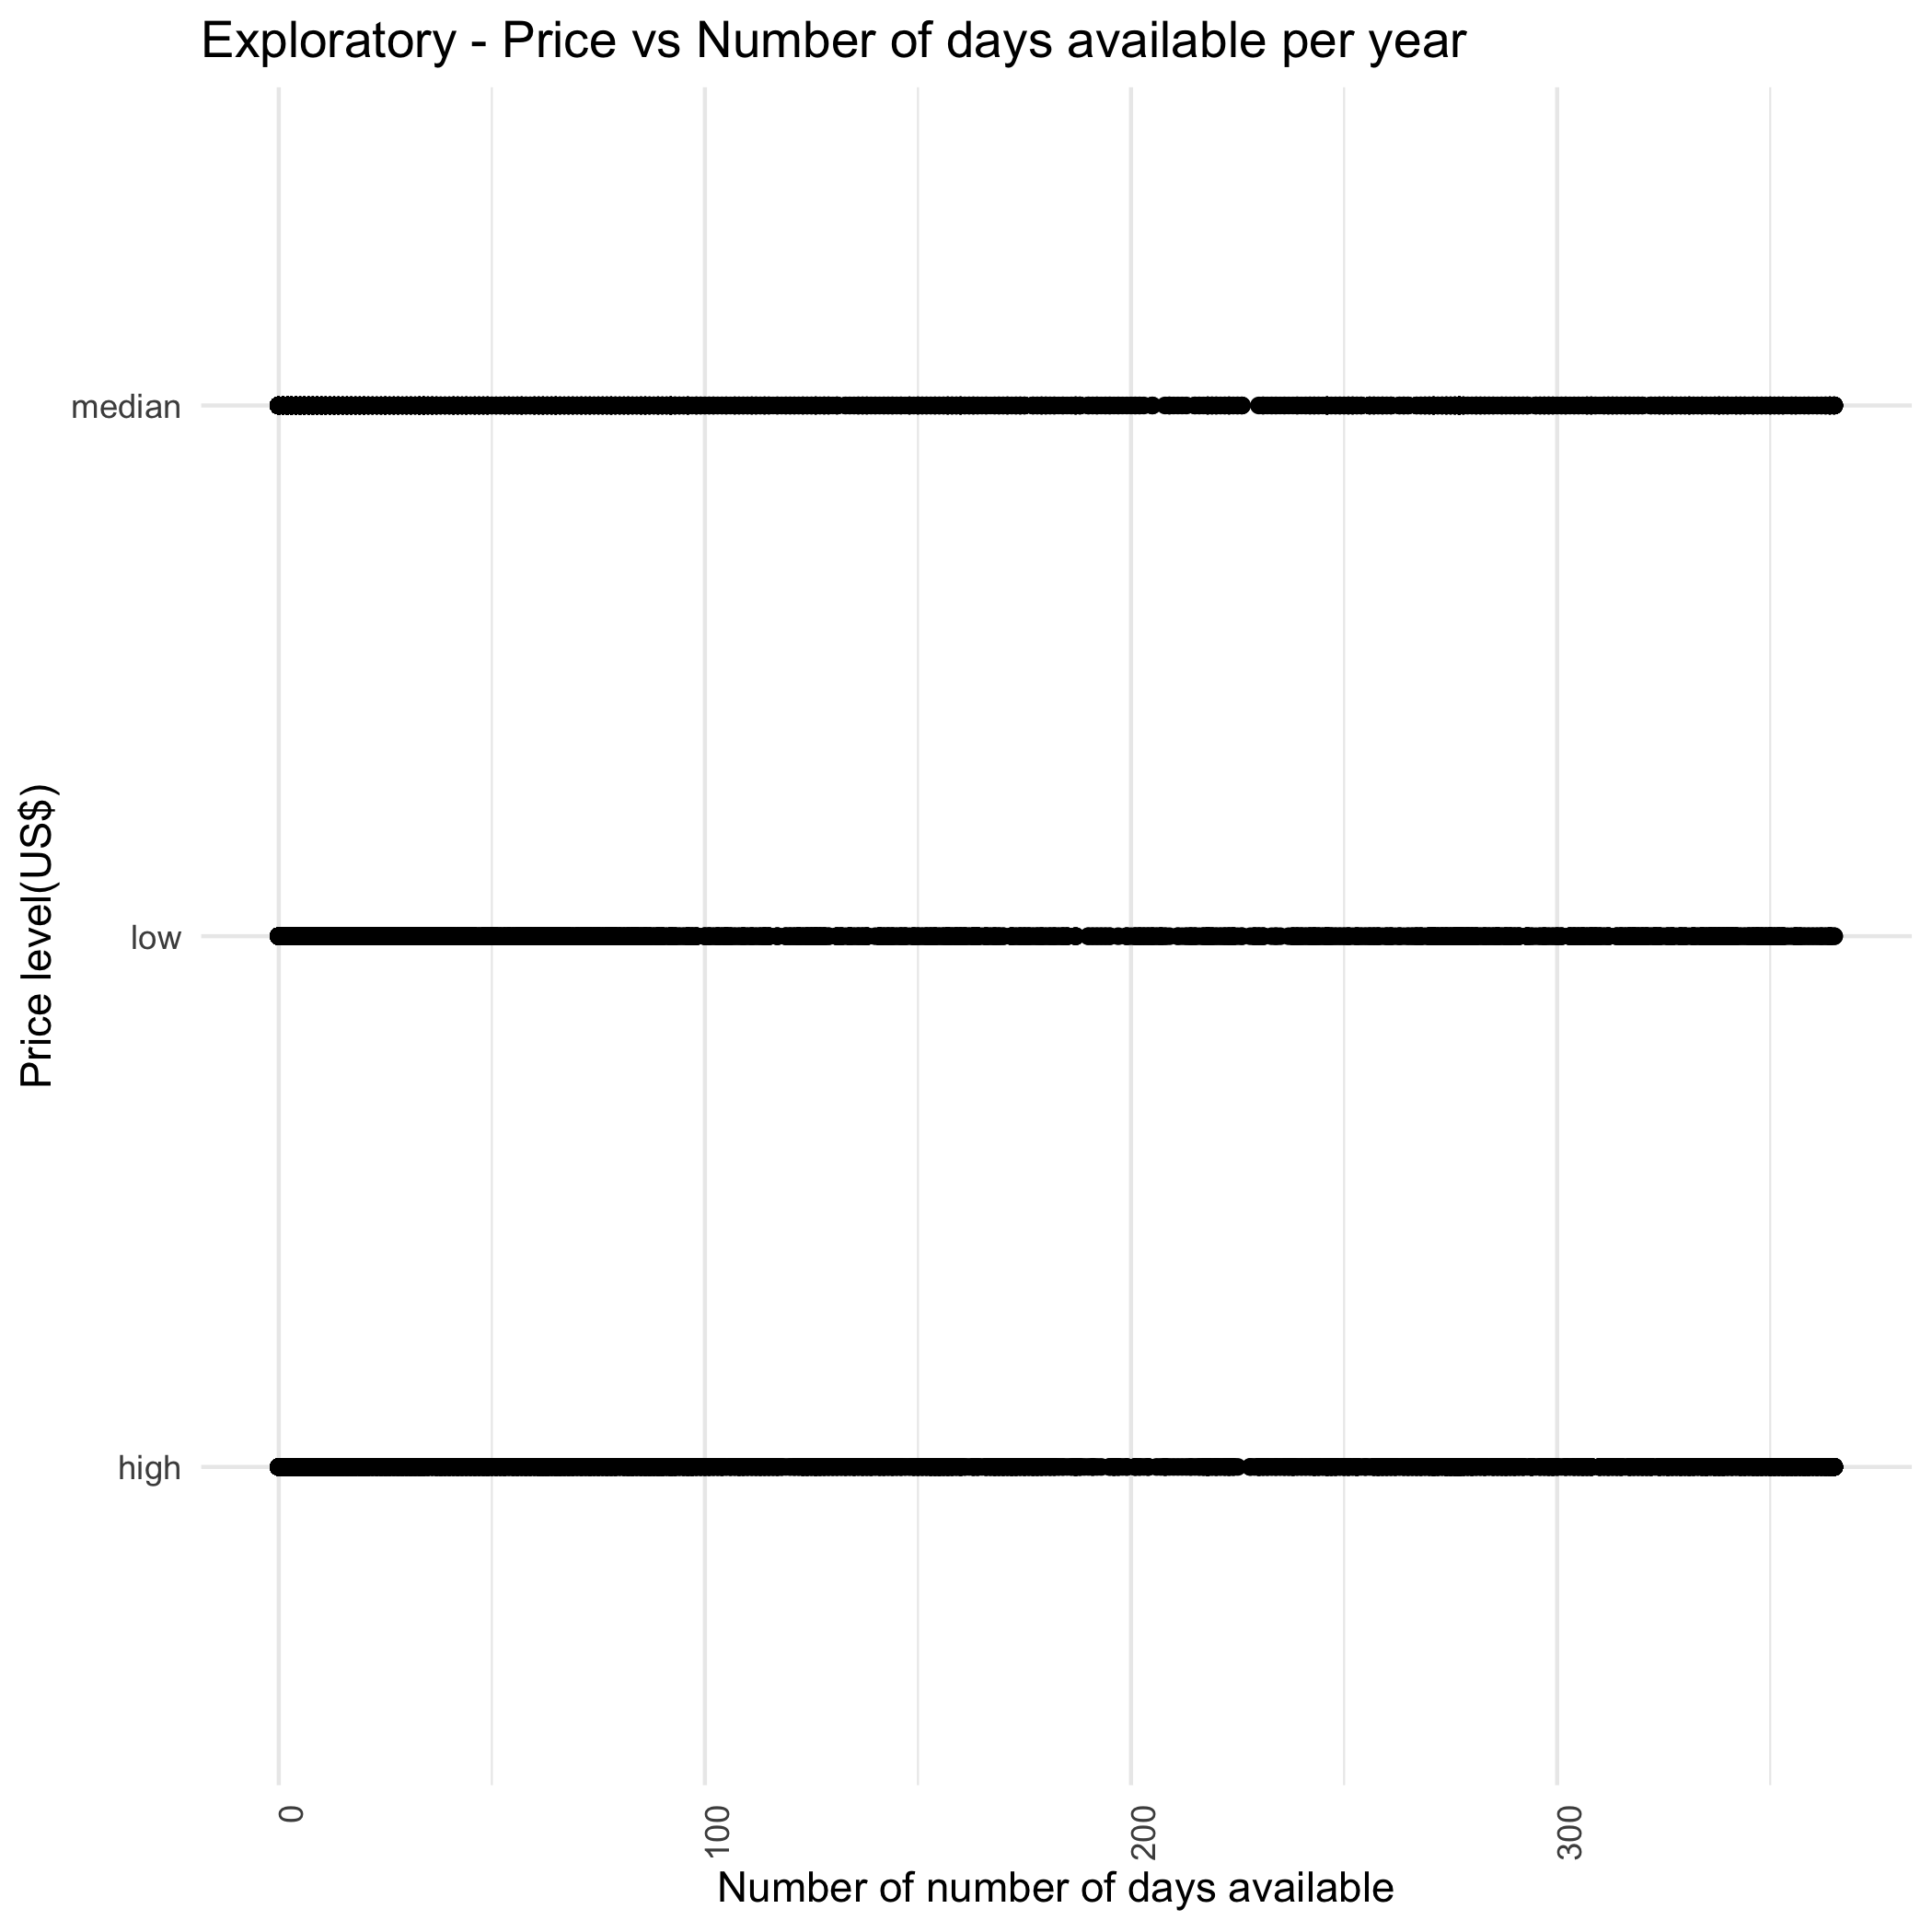 Exploratory - Price vs Number of days available per year
Price level(US$)
median
low
high
0
100
200
300
Number of number of days available